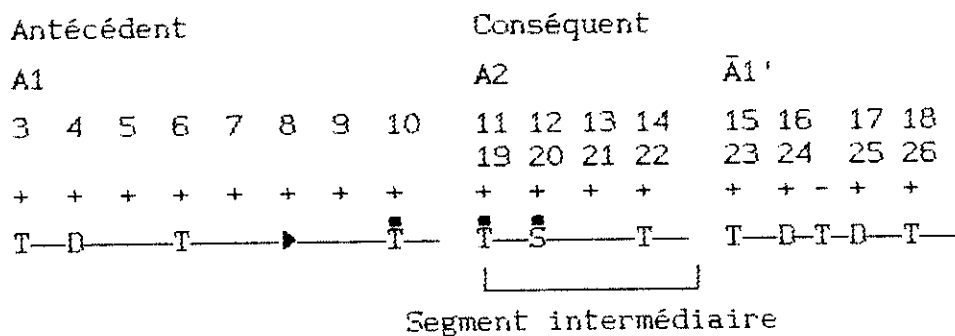 Antécédent Conséquent
A1 A2 Ā1'
3 4 5 6 7 8 9 10 11 12 13 14 15 16 17 18
19 20 21 22 23 24 25 26
+ + + + + + + + + + + + + + - + +
T—D———T———▶———Ṫ—— Ṫ—Ṡ———T—— T—D—T—D—T——
Segment intermédiaire